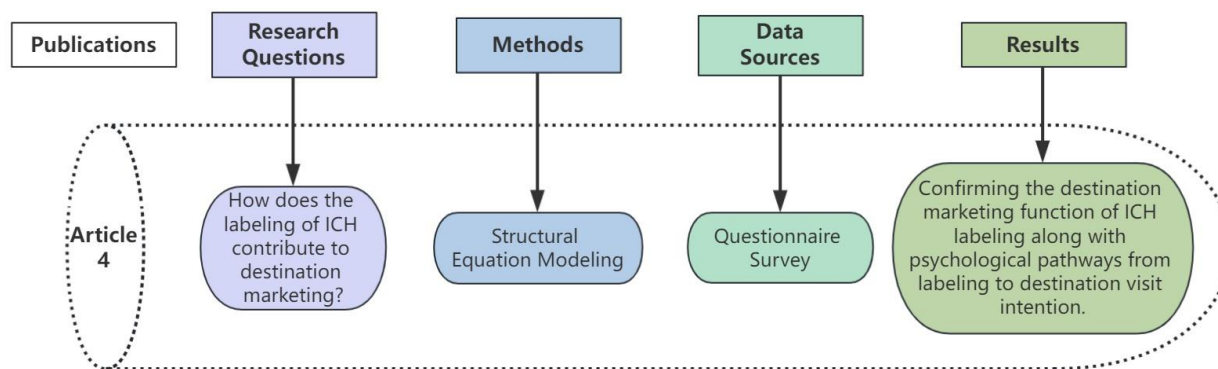 Publications
Research
Questions
Methods
Data
Sources
Results
Article
4
How does the
labeling of ICH
contribute to
destination
marketing?
Structural
Equation Modeling
Questionnaire
Survey
Confirming the destination
marketing function of ICH
labeling along with
psychological pathways from
labeling to destination visit
intention.